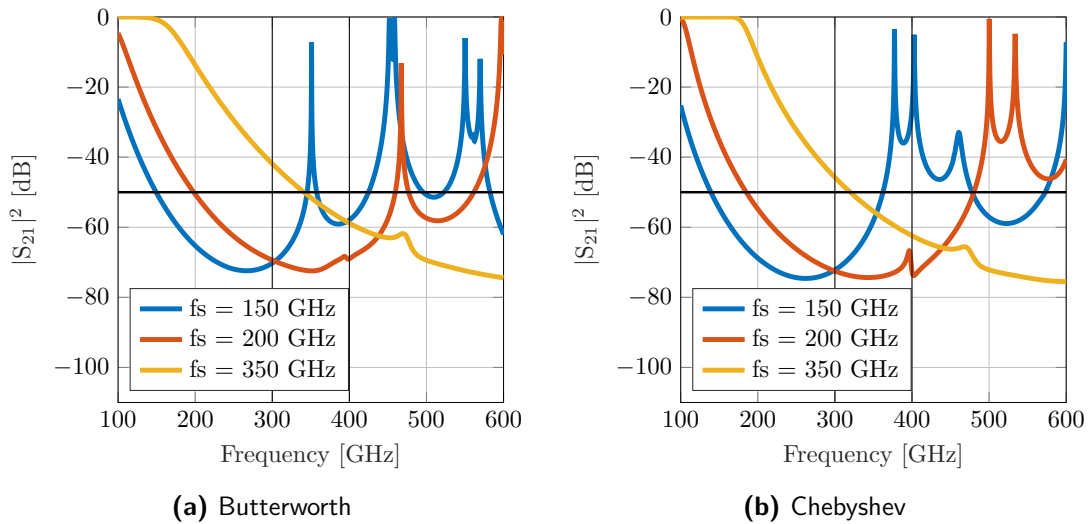 0
−20
−40
−60
−80
−100
|S21|² [dB]
fs = 150 GHz
fs = 200 GHz
fs = 350 GHz
100 200 300 400 500 600
Frequency [GHz]
(a) Butterworth
0
−20
−40
−60
−80
−100
|S21|² [dB]
fs = 150 GHz
fs = 200 GHz
fs = 350 GHz
100 200 300 400 500 600
Frequency [GHz]
(b) Chebyshev